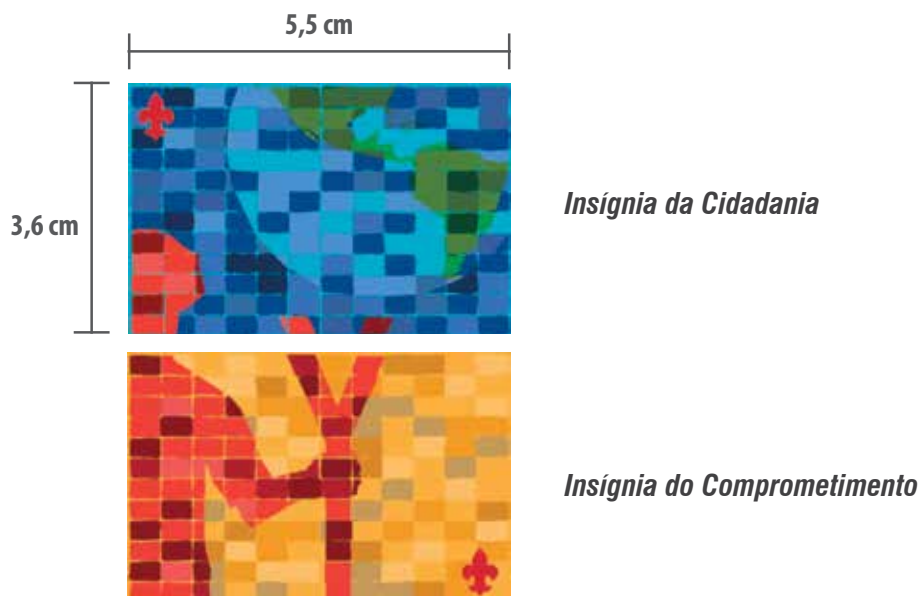 5,5 cm
3,6 cm
Insígnia da Cidadania
Insígnia do Comprometimento